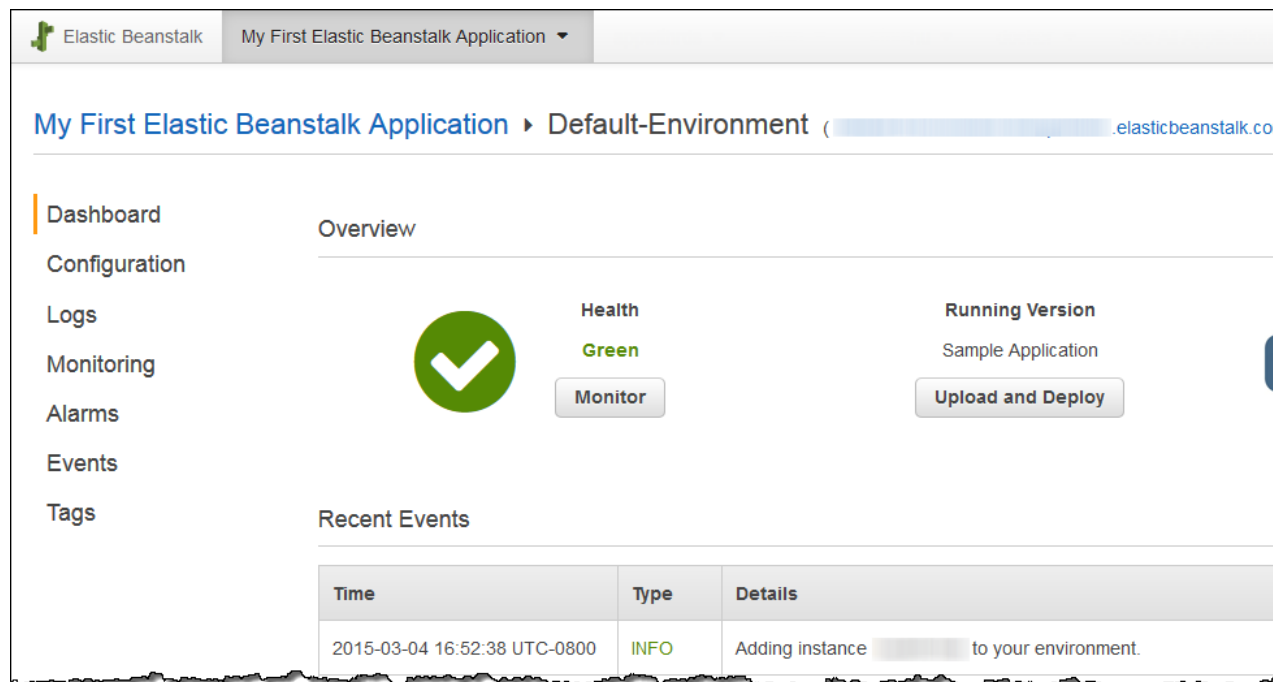 Elastic Beanstalk My First Elastic Beanstalk Application
My First Elastic Beanstalk Application Default-Environment ( .elasticbeanstalk.co
Dashboard
Configuration
Logs
Monitoring
Alarms
Events
Tags
Overview
Health
Green
Monitor
Running Version
Sample Application
Upload and Deploy
Recent Events
Time Type Details
2015-03-04 16:52:38 UTC-0800 INFO Adding instance to your environment.